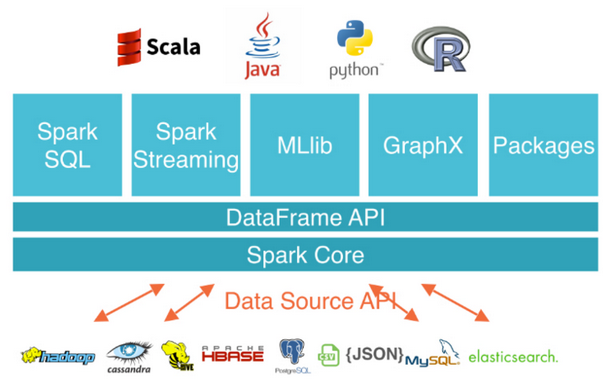 Scala
Java
python™
R
Spark SQL
Spark Streaming
MLlib
GraphX
Packages
DataFrame API
Spark Core
Data Source API
hadoop
cassandra
HIVE
APACHE
HBASE
PostgreSQL
CSV
{JSON}
MySQL
elasticsearch.